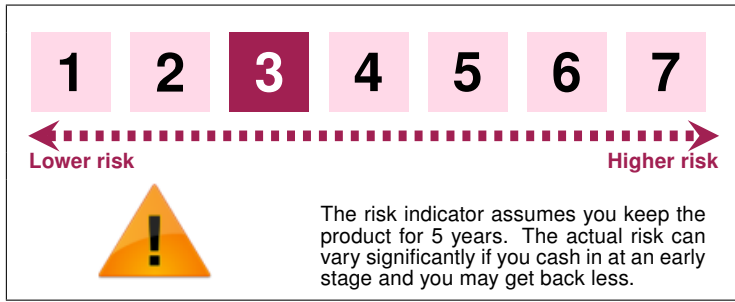 1 2 3 4 5 6 7
Lower risk Higher risk
!
The risk indicator assumes you keep the
product for 5 years. The actual risk can
vary significantly if you cash in at an early
stage and you may get back less.